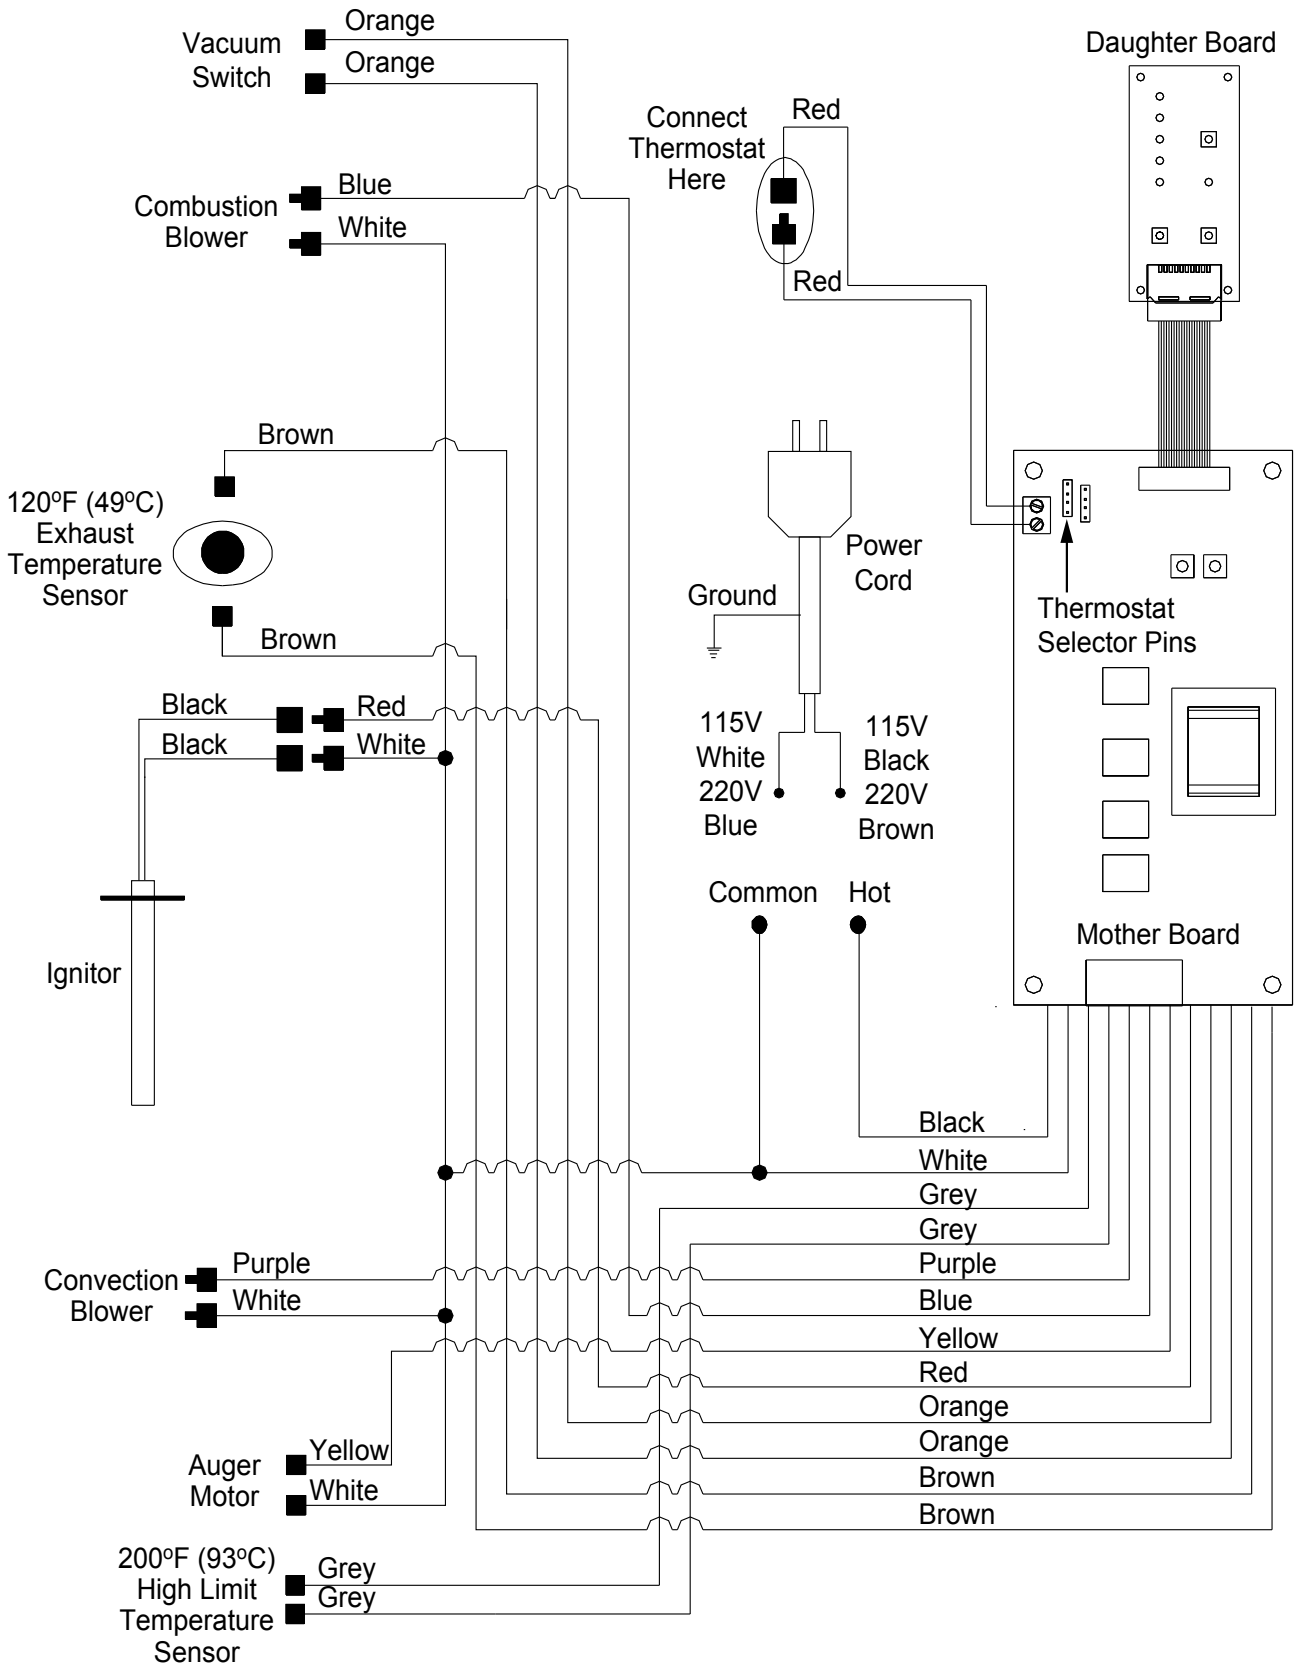 Vacuum
Switch
Orange
Orange
Daughter Board
Connect
Thermostat
Here
Red
Red
Combustion
Blower
Blue
White
Brown
120ºF (49ºC)
Exhaust
Temperature
Sensor
Brown
Power
Cord
Ground
Thermostat
Selector Pins
Black
Red
Black
White
115V
White
220V
Blue
115V
Black
220V
Brown
Common
Hot
Mother Board
Ignitor
Black
White
Grey
Grey
Purple
Blue
Yellow
Red
Orange
Orange
Brown
Brown
Convection
Blower
Purple
White
Auger
Motor
Yellow
White
200ºF (93ºC)
High Limit
Temperature
Sensor
Grey
Grey